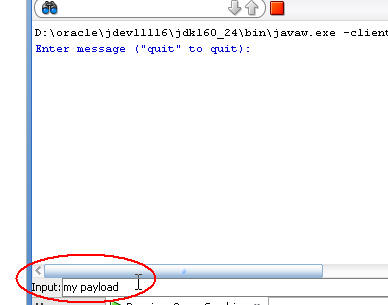 D:\oracle\jdev11116\jdk160_24\bin\javaw.exe -client
Enter message ("quit" to quit):
Input: my payload